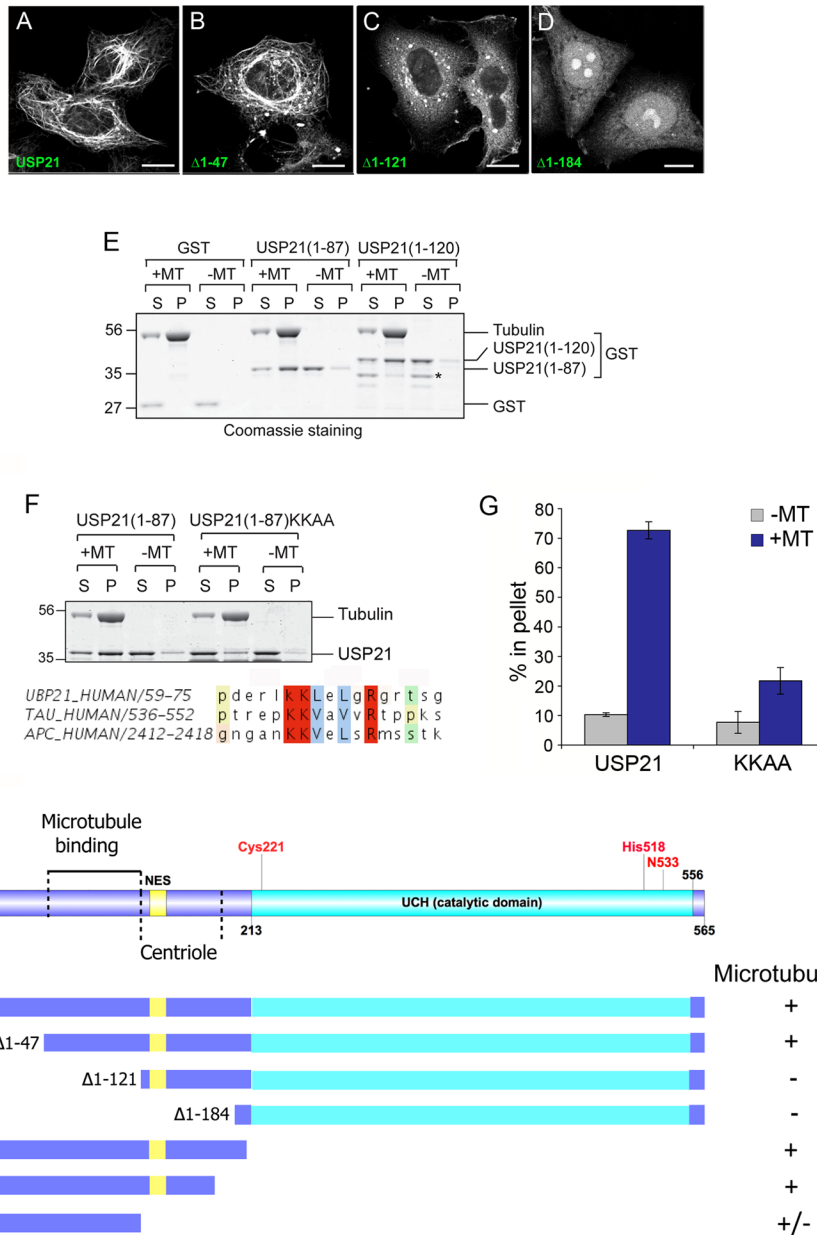 A B C D
USP21 Δ1-47 Δ1-121 Δ1-184
E
GST USP21(1-87) USP21(1-120)
+MT -MT +MT -MT +MT -MT
S P S P S P S P S P S P
56
35
27
Tubulin
USP21(1-120)
USP21(1-87)
GST
GST
*
Coomassie staining
F
USP21(1-87) USP21(1-87)KKAA
+MT -MT +MT -MT
S P S P S P S P
56
35
Tubulin
USP21
UBP21_HUMAN/59-75 pderlKKLeLgRgrtsg
TAU_HUMAN/536-552 ptrepKKVaVvRtppks
APC_HUMAN/2412-2418 gnganKKVeLsRmsstk
G
% in pellet
80
70
60
50
40
30
20
10
0
-MT
+MT
USP21 KKAA
Microtubule
binding
NES
Cys221
His518
N533
556
UCH (catalytic domain)
213
565
Centriole
Microtubu
+
Δ1-47 +
Δ1-121 -
Δ1-184 -
+
+
+/-